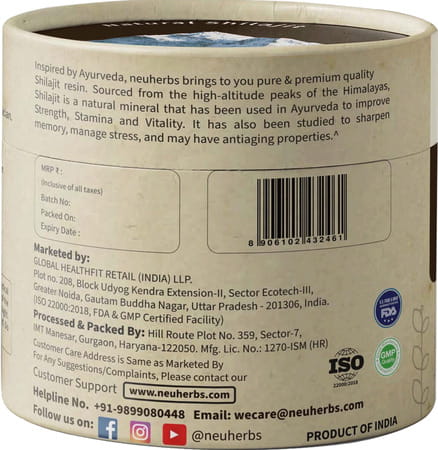 Natural Shilajit
Inspired by Ayurveda, neuherbs brings to you pure & premium quality
Shilajit resin. Sourced from the high-altitude peaks of the Himalayas,
Shilajit is a natural mineral that has been used in Ayurveda to improve
Strength, Stamina and Vitality. It has also been studied to sharpen
memory, manage stress, and may have antiaging properties.^
MRP ₹ :
(Inclusive of all taxes)
Batch No:
Packed On:
Expiry Date :
8 906102 432461
Marketed by:
GLOBAL HEALTHFIT RETAIL (INDIA) LLP.
Plot no. 208, Block Udyog Kendra Extension-II, Sector Ecotech-III,
Greater Noida, Gautam Buddha Nagar, Uttar Pradesh - 201306, India.
(ISO 22000:2018, FDA & GMP Certified Facility)
Processed & Packed By: Hill Route Plot No. 359, Sector-7,
IMT Manesar, Gurgaon, Haryana-122050. Mfg. Lic. No.: 1270-ISM (HR)
Customer Care Address is Same as Marketed By
For Any Suggestions/Complaints, Please contact our
Customer Support www.neuherbs.com
Helpline No. +91-9899080448 Email: wecare@neuherbs.com
Follow us on: @neuherbs
ISO
22000:2018
FDA
GMP
PRODUCT OF INDIA